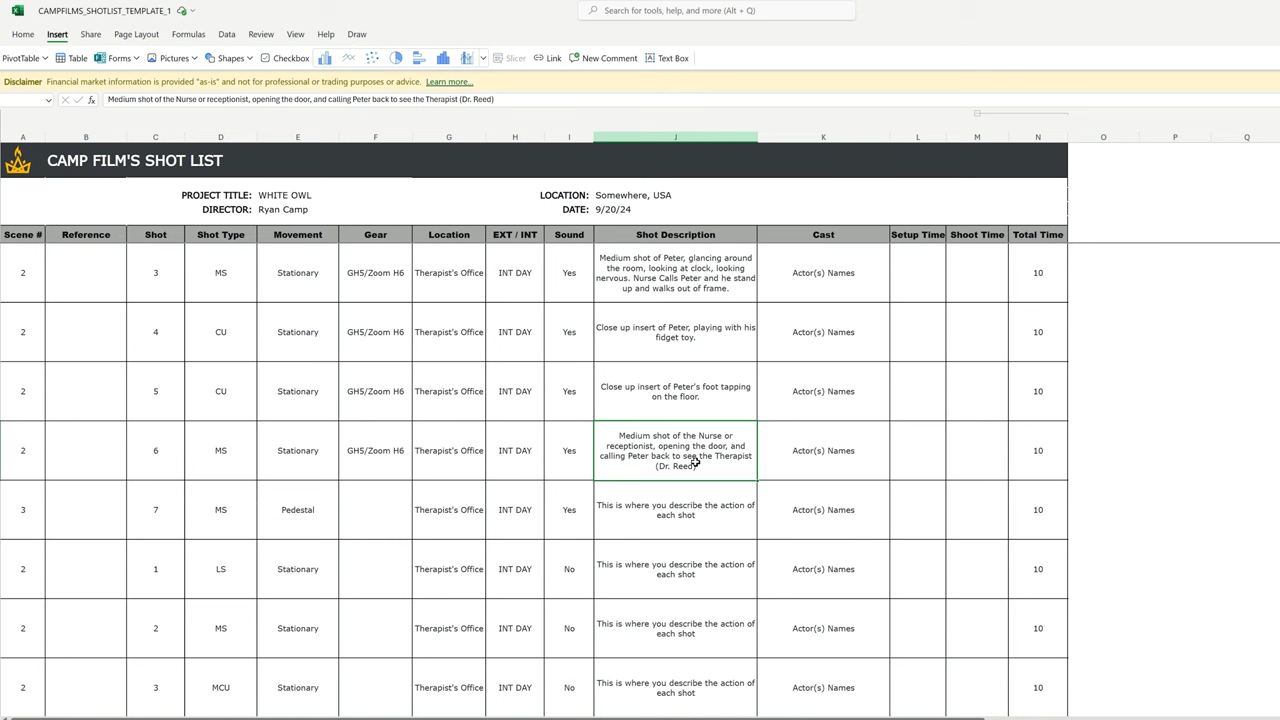 CAMPFILMS_SHOTLIST_TEMPLATE_1
Search for tools, help, and more (Alt + Q)
Home Insert Share Page Layout Formulas Data Review View Help Draw
PivotTable Table Forms Pictures Shapes Checkbox Slicer Link New Comment Text Box
Disclaimer Financial market information is provided "as-is" and not for professional or trading purposes or advice. Learn more...
fx Medium shot of the Nurse or receptionist, opening the door, and calling Peter back to see the Therapist (Dr. Reed)
A B C D E F G H I J K L M N O P Q
CAMP FILM'S SHOT LIST
PROJECT TITLE: WHITE OWL LOCATION: Somewhere, USA
DIRECTOR: Ryan Camp DATE: 9/20/24
Scene # Reference Shot Shot Type Movement Gear Location EXT / INT Sound Shot Description Cast Setup Time Shoot Time Total Time
2 3 MS Stationary GH5/Zoom H6 Therapist's Office INT DAY Yes Medium shot of Peter, glancing around
the room, looking at clock, looking
nervous. Nurse Calls Peter and he stand
up and walks out of frame.
Actor(s) Names 10
2 4 CU Stationary GH5/Zoom H6 Therapist's Office INT DAY Yes Close up insert of Peter, playing with his
fidget toy.
Actor(s) Names 10
2 5 CU Stationary GH5/Zoom H6 Therapist's Office INT DAY Yes Close up insert of Peter's foot tapping
on the floor.
Actor(s) Names 10
2 6 MS Stationary GH5/Zoom H6 Therapist's Office INT DAY Yes Medium shot of the Nurse or
receptionist, opening the door, and
calling Peter back to see the Therapist
(Dr. Reed)
Actor(s) Names 10
3 7 MS Pedestal Therapist's Office INT DAY Yes This is where you describe the action of
each shot
Actor(s) Names 10
2 1 LS Stationary Therapist's Office INT DAY No This is where you describe the action of
each shot
Actor(s) Names 10
2 2 MS Stationary Therapist's Office INT DAY No This is where you describe the action of
each shot
Actor(s) Names 10
2 3 MCU Stationary Therapist's Office INT DAY No This is where you describe the action of
each shot
Actor(s) Names 10